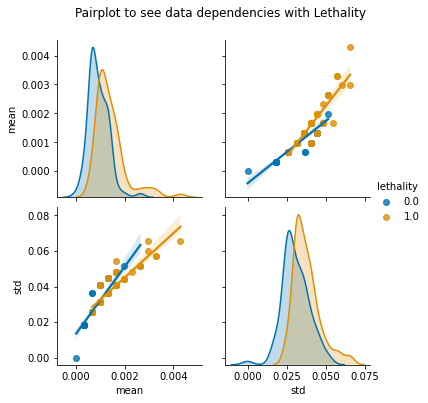 Pairplot to see data dependencies with Lethality
0.004
0.003
0.002
0.001
0.000
mean
lethality
0.0
1.0
0.08
0.06
0.04
0.02
0.00
std
0.000 0.002 0.004
mean
0.000 0.025 0.050 0.075
std